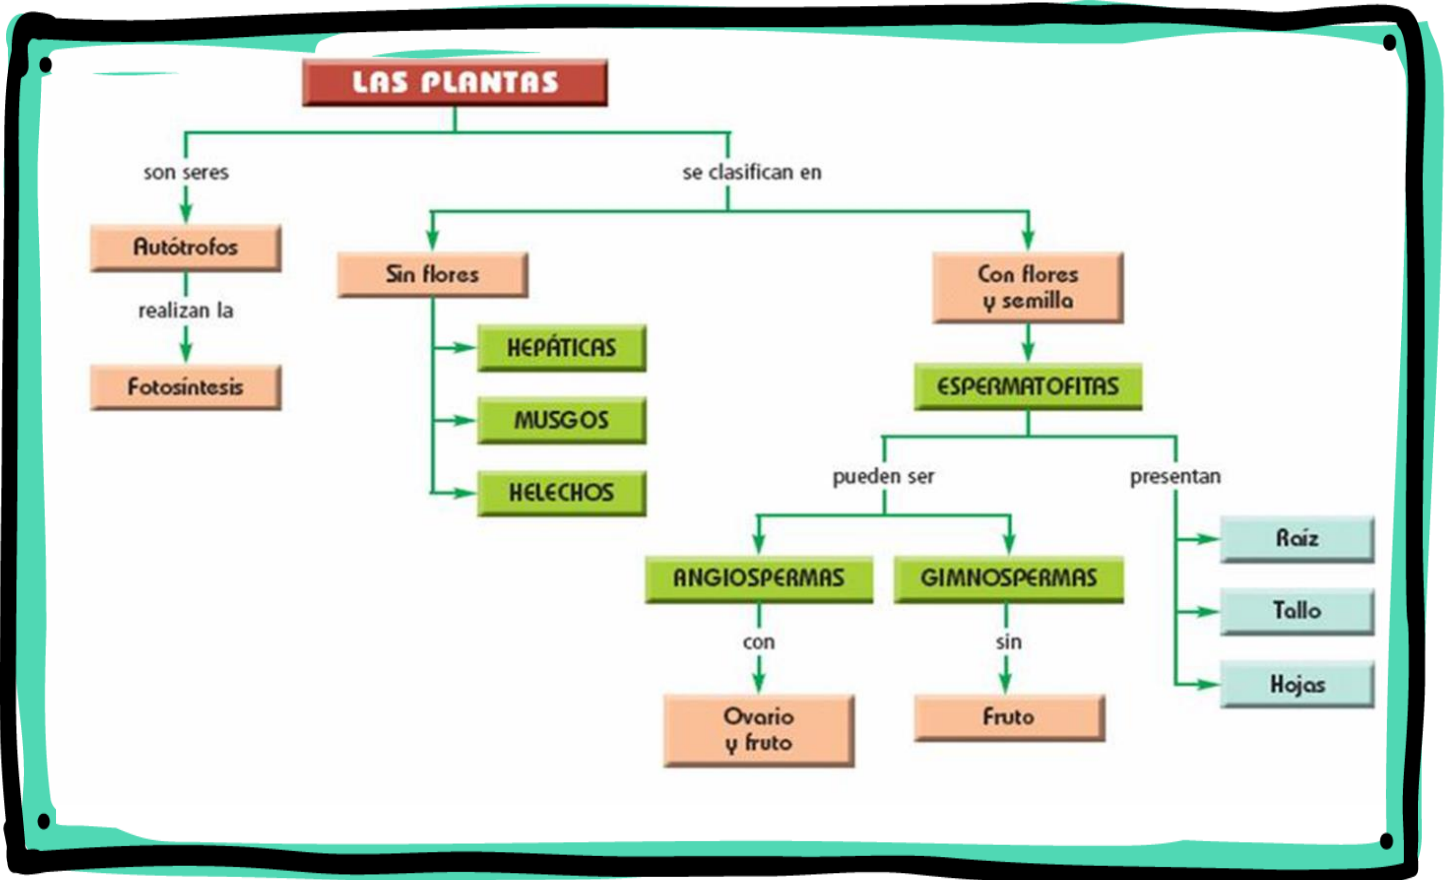 LAS PLANTAS
son seres
se clasifican en
Autótrofos
Sin flores
Con flores
y semilla
realizan la
HEPÁTICAS
Fotosíntesis
ESPERMATOFITAS
MUSGOS
pueden ser
presentan
HELECHOS
Raíz
ANGIOSPERMAS
GIMNOSPERMAS
Tallo
con
sin
Hojas
Ovario
y fruto
Fruto